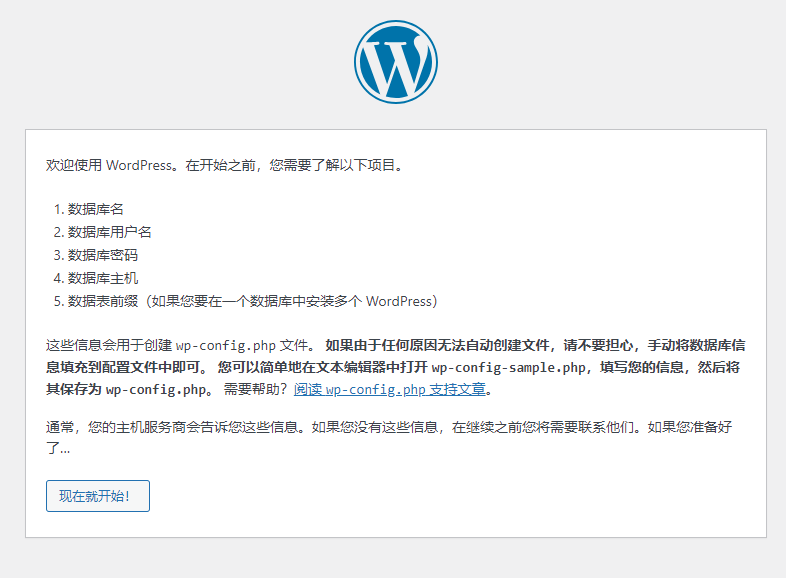 欢迎使用 WordPress。在开始之前，您需要了解以下项目。
1. 数据库名
2. 数据库用户名
3. 数据库密码
4. 数据库主机
5. 数据表前缀（如果您要在一个数据库中安装多个 WordPress）
这些信息会用于创建 wp-config.php 文件。 如果由于任何原因无法自动创建文件，请不要担心，手动将数据库信
息填充到配置文件中即可。 您可以简单地在文本编辑器中打开 wp-config-sample.php，填写您的信息，然后将
其保存为 wp-config.php。 需要帮助？阅读 wp-config.php 支持文章。
通常，您的主机服务商会告诉您这些信息。如果您没有这些信息，在继续之前您将需要联系他们。如果您准备好
了...
现在就开始！